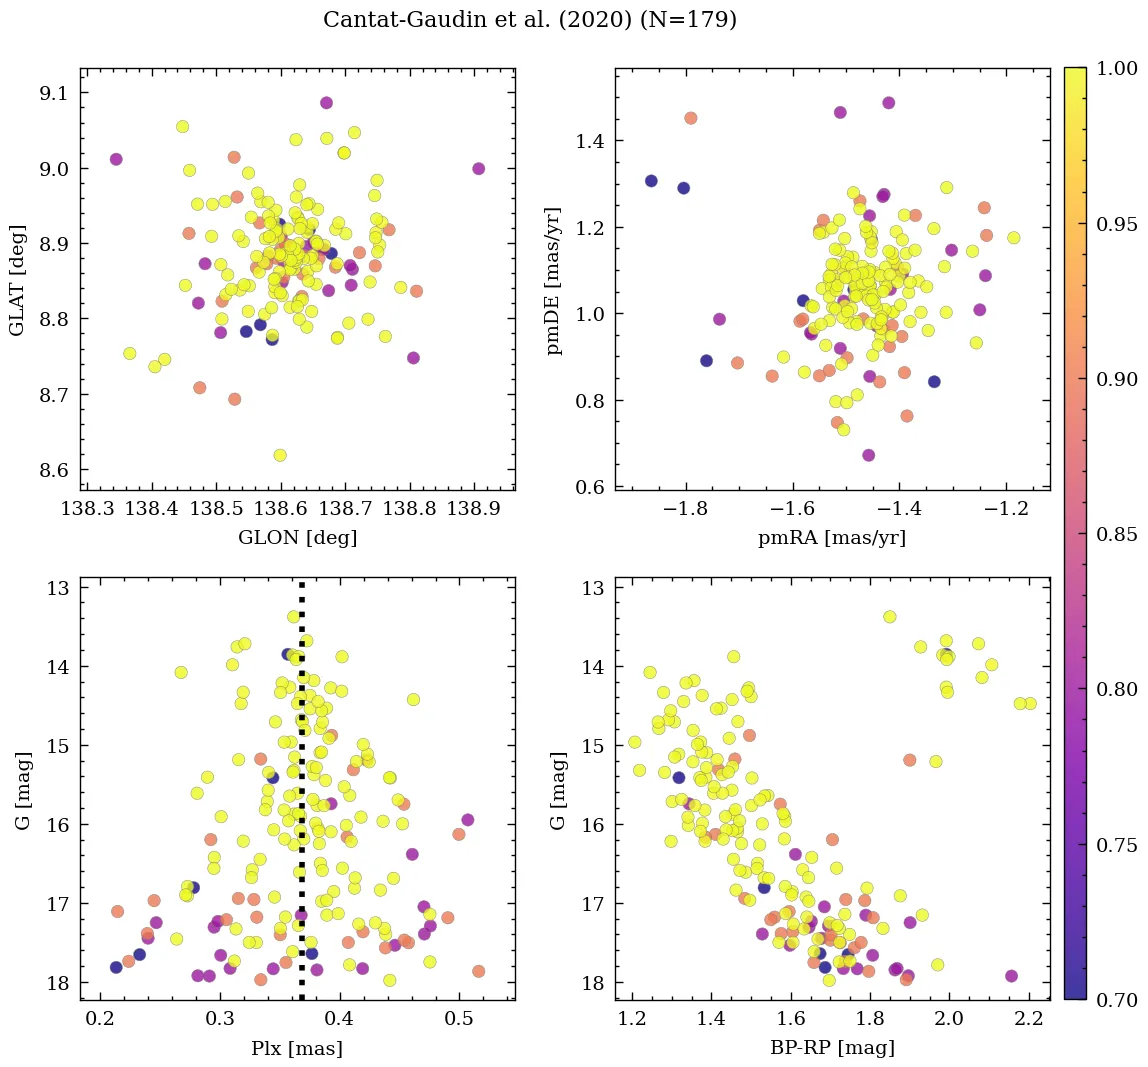 Cantat-Gaudin et al. (2020) (N=179)
9.1
9.0
8.9
8.8
8.7
8.6
GLAT [deg]
138.3 138.4 138.5 138.6 138.7 138.8 138.9
GLON [deg]
1.4
1.2
1.0
0.8
0.6
pmDE [mas/yr]
−1.8 −1.6 −1.4 −1.2
pmRA [mas/yr]
1.00
0.95
0.90
0.85
0.80
0.75
0.70
13
14
15
16
17
18
G [mag]
0.2 0.3 0.4 0.5
Plx [mas]
13
14
15
16
17
18
G [mag]
1.2 1.4 1.6 1.8 2.0 2.2
BP-RP [mag]